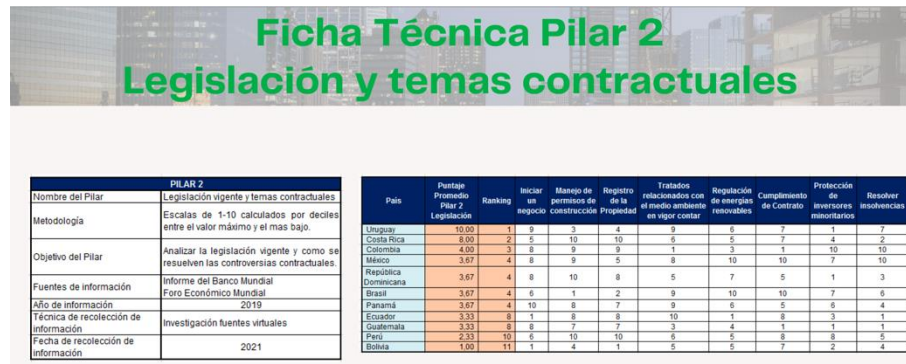 Ficha Técnica Pilar 2
Legislación y temas contractuales
PILAR 2
Nombre del Pilar Legislación vigente y temas contractuales
Metodología Escalas de 1-10 calculados por deciles
entre el valor máximo y el mas bajo.
Objetivo del Pilar Analizar la legislación vigente y como se
resuelven las controversias contractuales.
Fuentes de información Informe del Banco Mundial
Foro Económico Mundial
Año de información 2019
Técnica de recolección de
información Investigación fuentes virtuales
Fecha de recolección de
información 2021
País Puntaje Promedio Pilar 2 Legislación Ranking Iniciar un negocio Manejo de permisos de construcción Registro de la Propiedad Tratados relacionados con el medio ambiente en vigor contar Regulación de energías renovables Cumplimiento de Contrato Protección de inversores minoritarios Resolver insolvencias
Uruguay 10,00 1 9 3 4 9 6 7 1 7
Costa Rica 8,00 2 5 10 10 6 5 7 4 2
Colombia 4,00 3 8 9 9 1 3 1 10 10
México 3,67 4 8 9 5 8 10 10 7 10
República
Dominicana 3,67 4 8 10 8 5 7 5 1 3
Brasil 3,67 4 6 1 2 9 10 10 7 6
Panamá 3,67 4 10 8 7 9 6 5 6 4
Ecuador 3,33 8 1 8 8 10 1 8 3 1
Guatemala 3,33 8 8 7 7 3 4 1 1 1
Perú 2,33 10 6 10 10 6 5 8 8 5
Bolivia 1,00 11 1 4 1 5 5 7 2 4